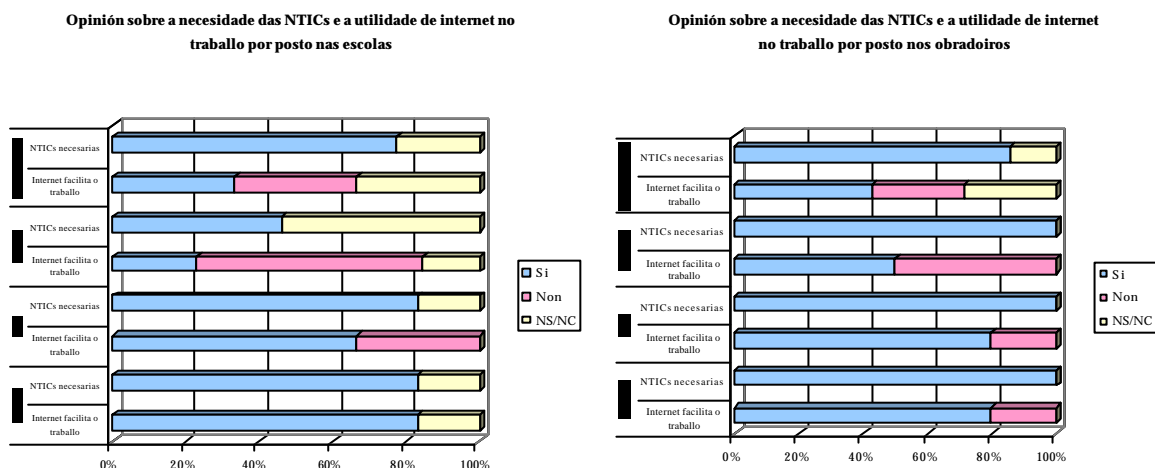 Opinión sobre a necesidade das NTICs e a utilidade de internet no
traballo por posto nas escolas
NTICs necesarias
Internet facilita o
traballo
NTICs necesarias
Internet facilita o
traballo
NTICs necesarias
Internet facilita o
traballo
NTICs necesarias
Internet facilita o
traballo
0% 20% 40% 60% 80% 100%
Si
Non
NS/NC
Opinión sobre a necesidade das NTICs e a utilidade de internet
no traballo por posto nos obradoiros
NTICs necesarias
Internet facilita o
traballo
NTICs necesarias
Internet facilita o
traballo
NTICs necesarias
Internet facilita o
traballo
NTICs necesarias
Internet facilita o
traballo
0% 20% 40% 60% 80% 100%
Si
Non
NS/NC